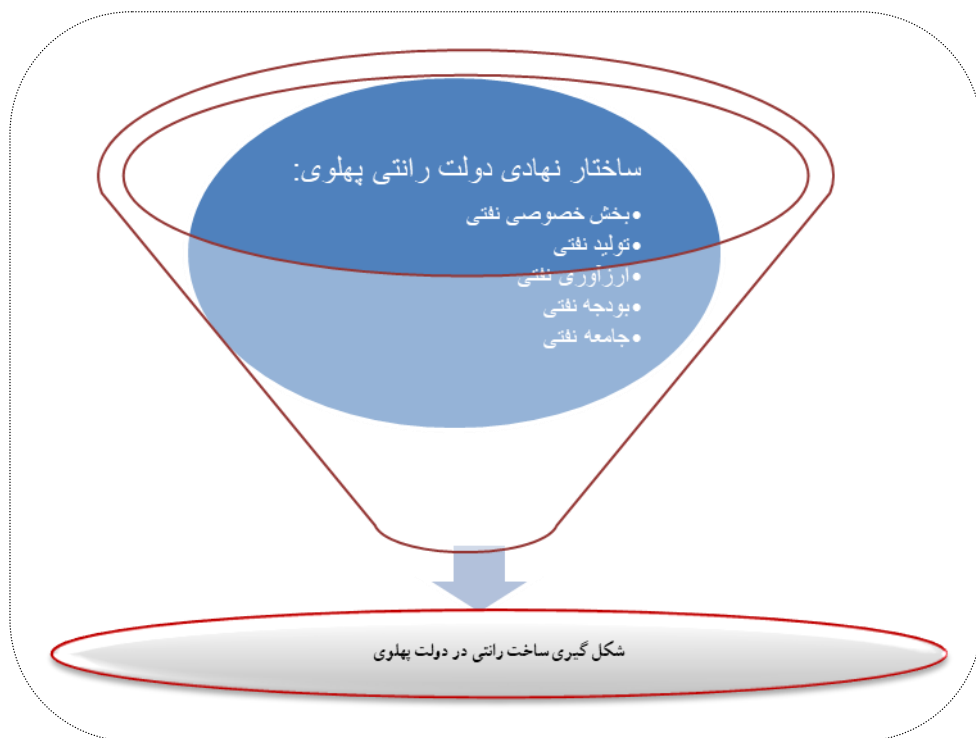 ساختار نهادی دولت رانتی پهلوی:
•بخش خصوصی نفتی
•تولید نفتی
•ارزآوری نفتی
•بودجه نفتی
•جامعه نفتی
شکل گیری ساخت رانتی در دولت پهلوی